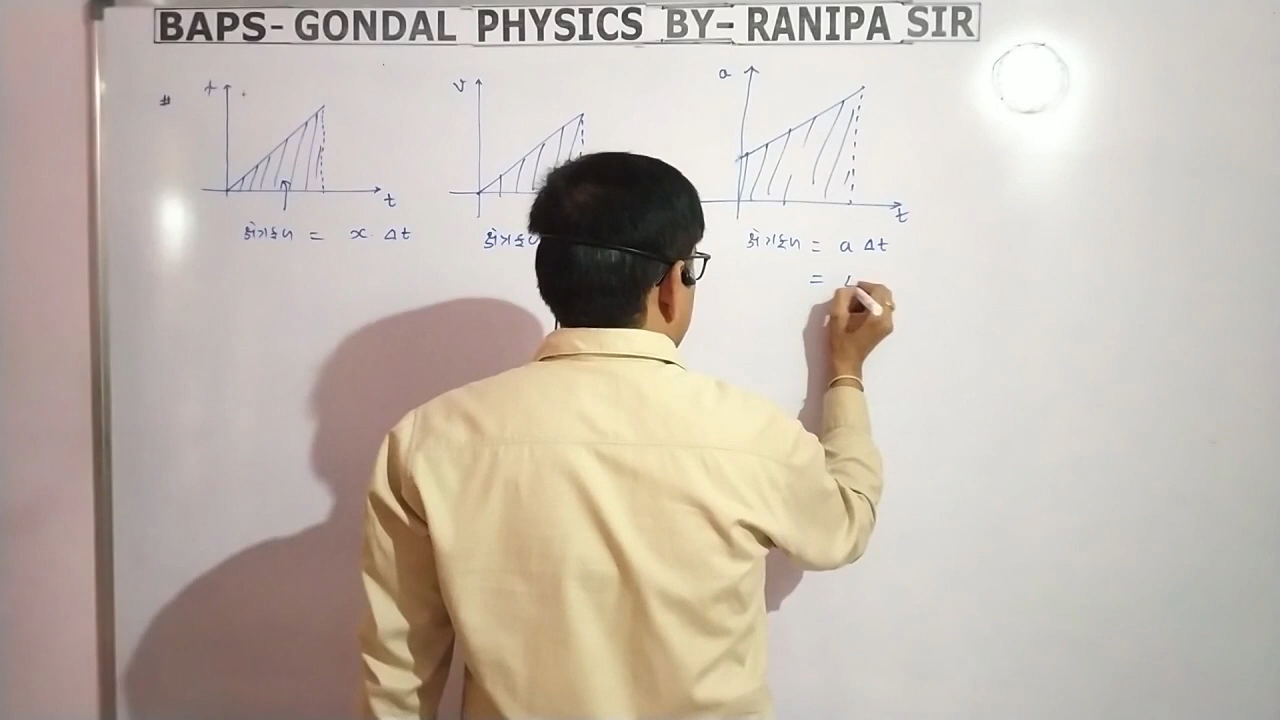 BAPS- GONDAL PHYSICS BY- RANIPA SIR
#
x
t
ક્ષેત્રફળ = x. Δt
v
a
t
ક્ષેત્રફળ = a Δt
=